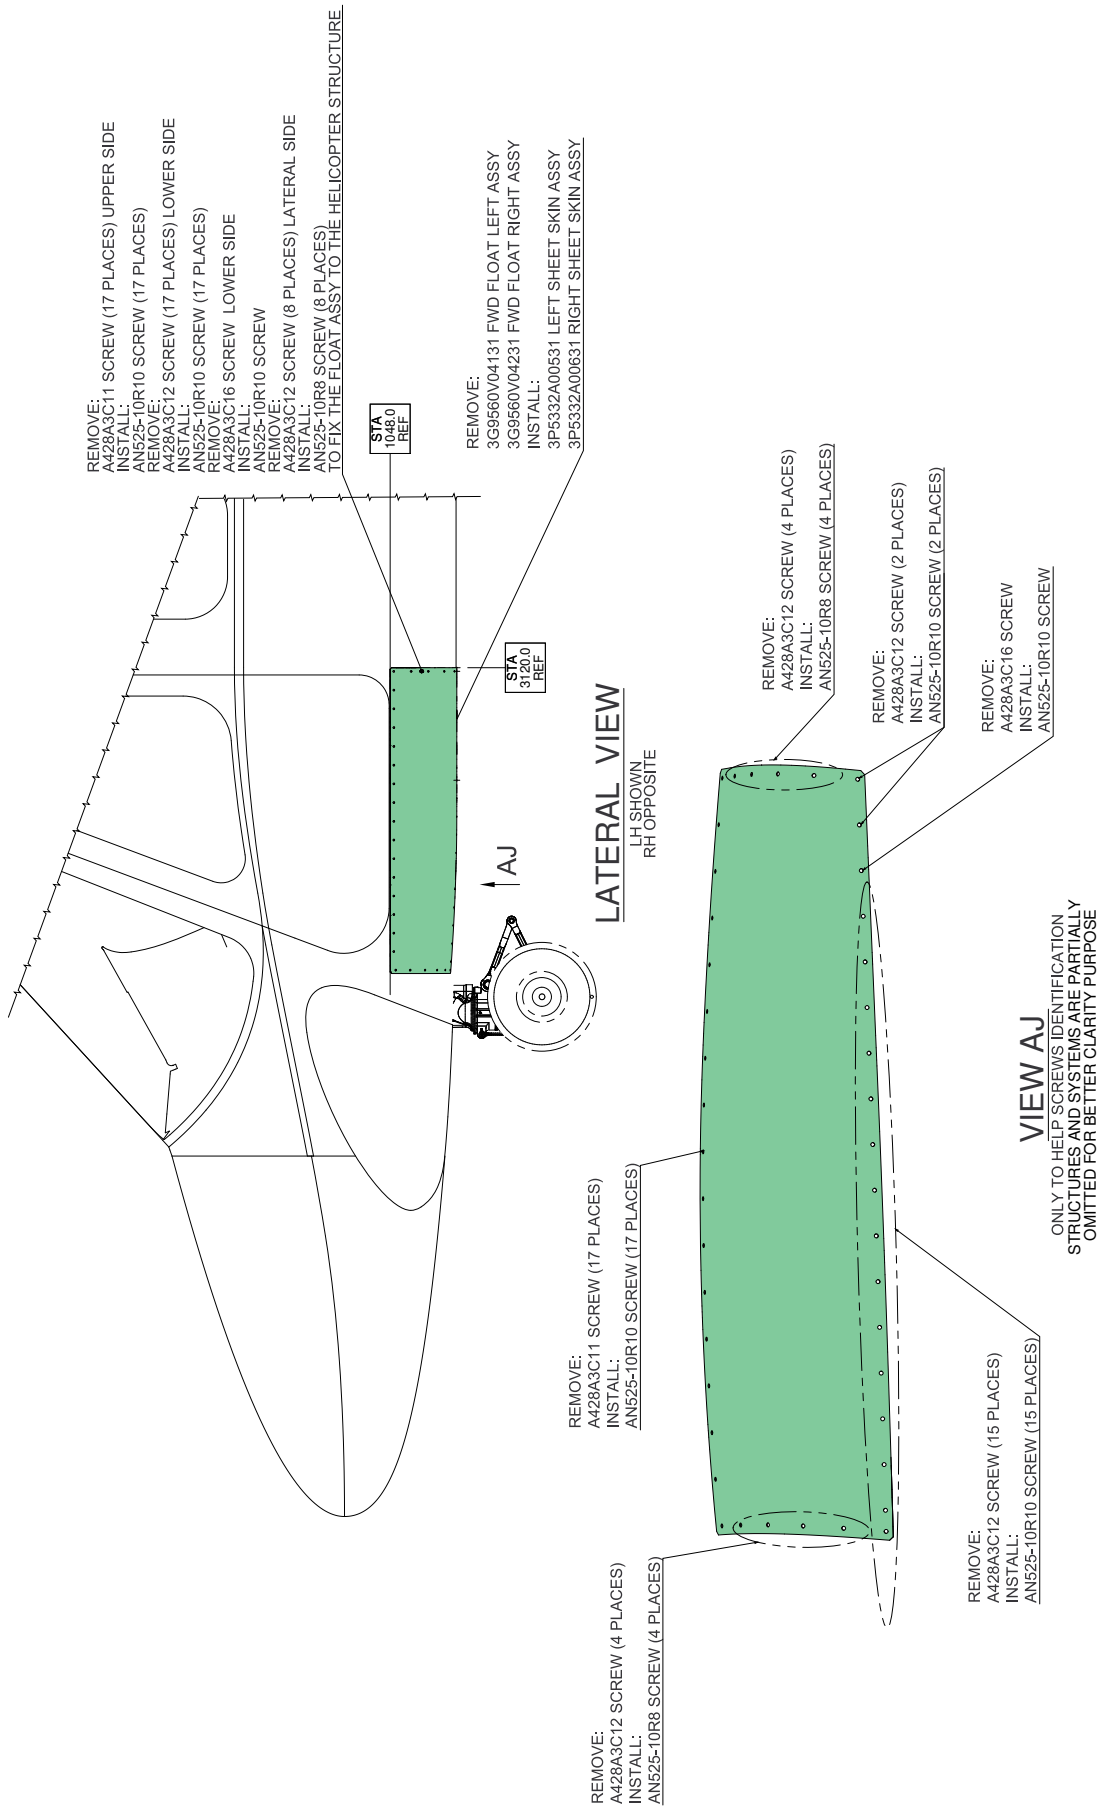 REMOVE:
A428A3C11 SCREW (17 PLACES) UPPER SIDE
INSTALL:
AN525-10R10 SCREW (17 PLACES)
REMOVE:
A428A3C12 SCREW (17 PLACES) LOWER SIDE
INSTALL:
AN525-10R10 SCREW (17 PLACES)
REMOVE:
A428A3C16 SCREW LOWER SIDE
INSTALL:
AN525-10R10 SCREW
REMOVE:
A428A3C12 SCREW (8 PLACES) LATERAL SIDE
INSTALL:
AN525-10R8 SCREW (8 PLACES)
TO FIX THE FLOAT ASSY TO THE HELICOPTER STRUCTURE
STA
1048.0
REF
REMOVE:
3G9560V04131 FWD FLOAT LEFT ASSY
3G9560V04231 FWD FLOAT RIGHT ASSY
INSTALL:
3P5332A00531 LEFT SHEET SKIN ASSY
3P5332A00631 RIGHT SHEET SKIN ASSY
STA
3120.0
REF
AJ
LATERAL VIEW
LH SHOWN
RH OPPOSITE
REMOVE:
A428A3C11 SCREW (17 PLACES)
INSTALL:
AN525-10R10 SCREW (17 PLACES)
REMOVE:
A428A3C12 SCREW (4 PLACES)
INSTALL:
AN525-10R8 SCREW (4 PLACES)
REMOVE:
A428A3C12 SCREW (4 PLACES)
INSTALL:
AN525-10R8 SCREW (4 PLACES)
REMOVE:
A428A3C12 SCREW (2 PLACES)
INSTALL:
AN525-10R10 SCREW (2 PLACES)
REMOVE:
A428A3C16 SCREW
INSTALL:
AN525-10R10 SCREW
REMOVE:
A428A3C12 SCREW (15 PLACES)
INSTALL:
AN525-10R10 SCREW (15 PLACES)
VIEW AJ
ONLY TO HELP SCREWS IDENTIFICATION
STRUCTURES AND SYSTEMS ARE PARTIALLY
OMITTED FOR BETTER CLARITY PURPOSE